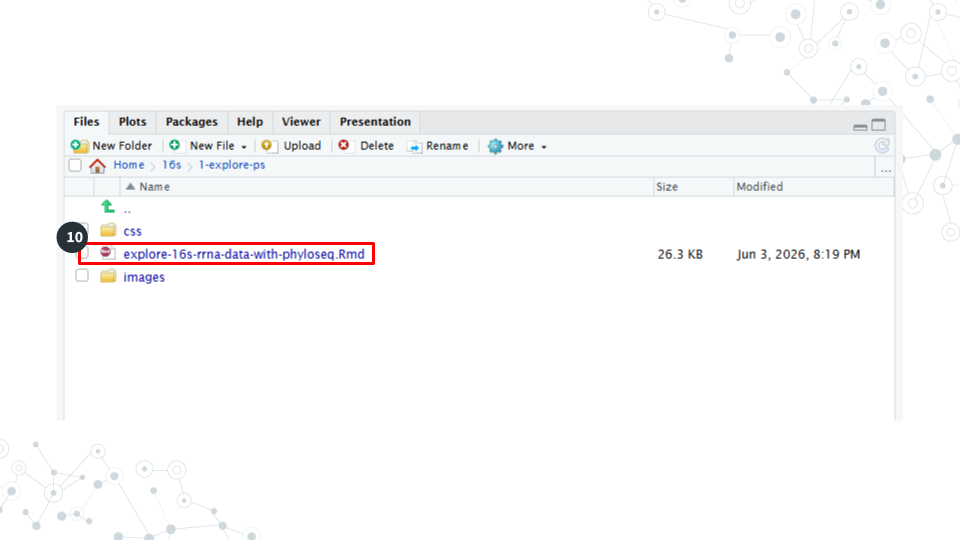 Files Plots Packages Help Viewer Presentation
New Folder New File Upload Delete Rename More
Home 16s 1-explore-ps ...
Name Size Modified
..
css
10
explore-16s-rrna-data-with-phyloseq.Rmd 26.3 KB Jun 3, 2026, 8:19 PM
images